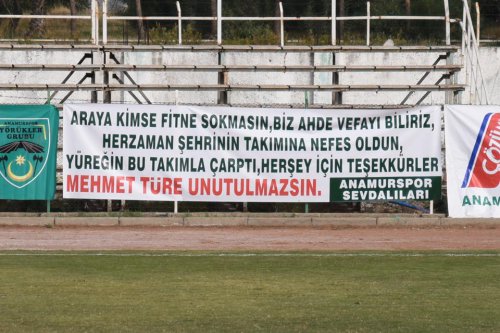 ANAMURSPOR
YÖRÜKLER
GRUBU
ARAYA KİMSE FİTNE SOKMASIN,BİZ AHDE VEFAYI BİLİRİZ,
HERZAMAN ŞEHRİNİN TAKIMINA NEFES OLDUN,
YÜREĞİN BU TAKIMLA ÇARPTI,HERŞEY İÇİN TEŞEKKÜRLER
MEHMET TÜRE UNUTULMAZSIN.
ANAMURSPOR
SEVDALILARI